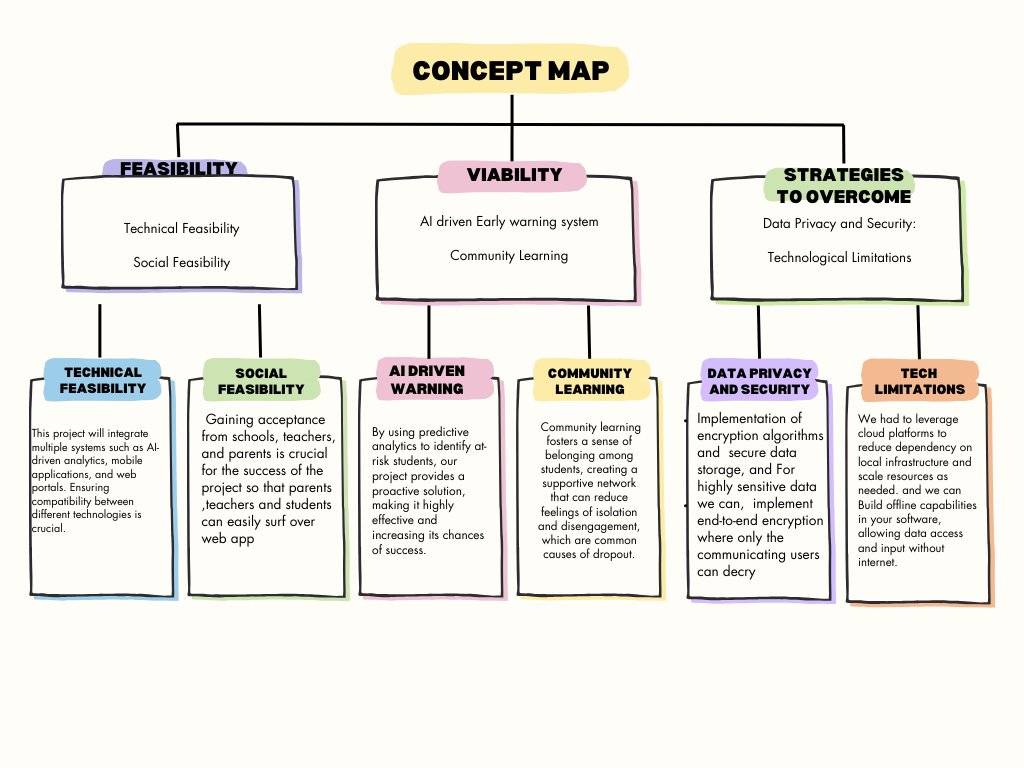 CONCEPT MAP
FEASIBILITY
Technical Feasibility
Social Feasibility
VIABILITY
AI driven Early warning system
Community Learning
STRATEGIES
TO OVERCOME
Data Privacy and Security:
Technological Limitations
TECHNICAL
FEASIBILITY
This project will integrate
multiple systems such as AI-
driven analytics, mobile
applications, and web
portals. Ensuring
compatibility between
different technologies is
crucial.
SOCIAL
FEASIBILITY
Gaining acceptance
from schools, teachers,
and parents is crucial
for the success of the
project so that parents
,teachers and students
can easily surf over
web app
AI DRIVEN
WARNING
By using predictive
analytics to identify at-
risk students, our
project provides a
proactive solution,
making it highly
effective and
increasing its chances
of success.
COMMUNITY
LEARNING
Community learning
fosters a sense of
belonging among
students, creating a
supportive network
that can reduce
feelings of isolation
and disengagement,
which are common
causes of dropout.
DATA PRIVACY
AND SECURITY
Implementation of
encryption algorithms
and secure data
storage, and For
highly sensitive data
we can, implement
end-to-end encryption
where only the
communicating users
can decry
TECH
LIMITATIONS
We had to leverage
cloud platforms to
reduce dependency on
local infrastructure and
scale resources as
needed. and we can
Build offline capabilities
in your software,
allowing data access
and input without
internet.